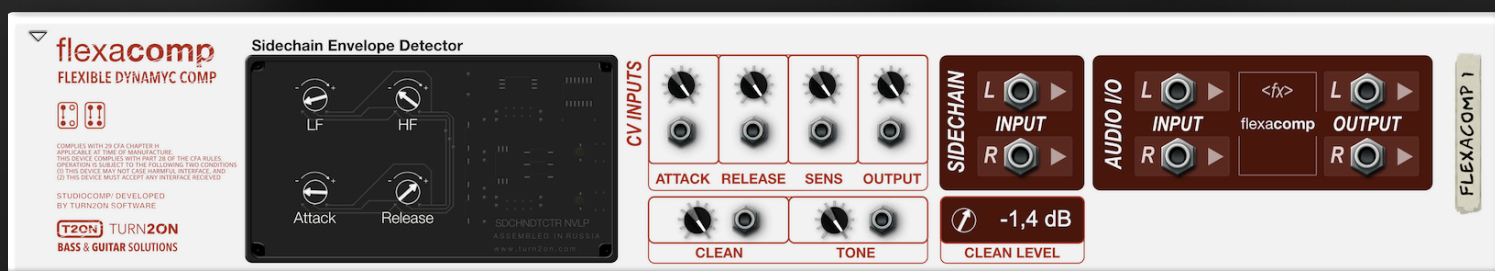 flexacomp
FLEXIBLE DYNAMYC COMP
COMPLIES WITH 29 CFA CHAPTER H
APPLICABLE AT TIME OF MANUFACTURE.
THIS DEVICE COMPLIES WITH PART 28 OF THE CFA RULES.
OPERATION IS SUBJECT TO THE FOLLOWING TWO CONDITIONS
(1) THIS DEVICE MAY NOT CASE HARMFUL INTERFACE, AND
(2) THIS DEVICE MUST ACCEPT ANY INTERFACE RECIEVED
STUDIOCOMP/ DEVELOPED
BY TURN2ON SOFTWARE
T2ON TURN2ON
BASS & GUITAR SOLUTIONS
Sidechain Envelope Detector
- +
- +
LF
HF
- +
- +
Attack
Release
SDCHNDTCTR NVLP
ASSEMBLED IN RUSSIA
www.turn2on.com
CV INPUTS
ATTACK
RELEASE
SENS
OUTPUT
CLEAN
TONE
SIDECHAIN
L
INPUT
R
-1,4 dB
CLEAN LEVEL
AUDIO I/O
L
INPUT
R
<fx>
flexacomp
L
OUTPUT
R
FLEXACOMP 1